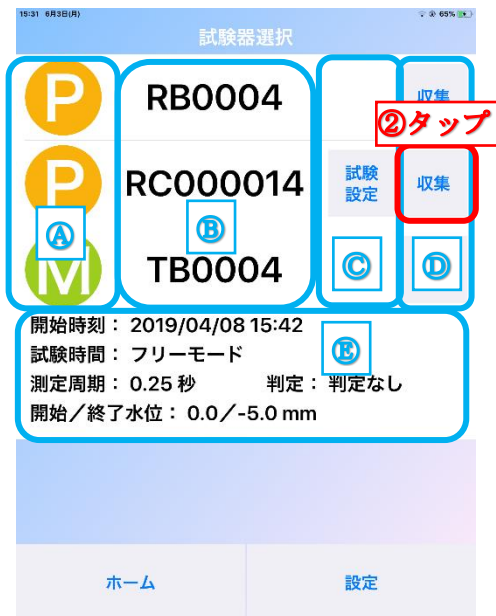 15:31 6月3日(月)
65%
試験器選択
P RB0004 収集
②タップ
P RC000014 試験設定 収集
Ⓐ Ⓑ
M TB0004 Ⓒ Ⓓ
開始時刻： 2019/04/08 15:42 Ⓔ
試験時間： フリーモード
測定周期： 0.25 秒 判定： 判定なし
開始／終了水位： 0.0／-5.0 mm
ホーム 設定